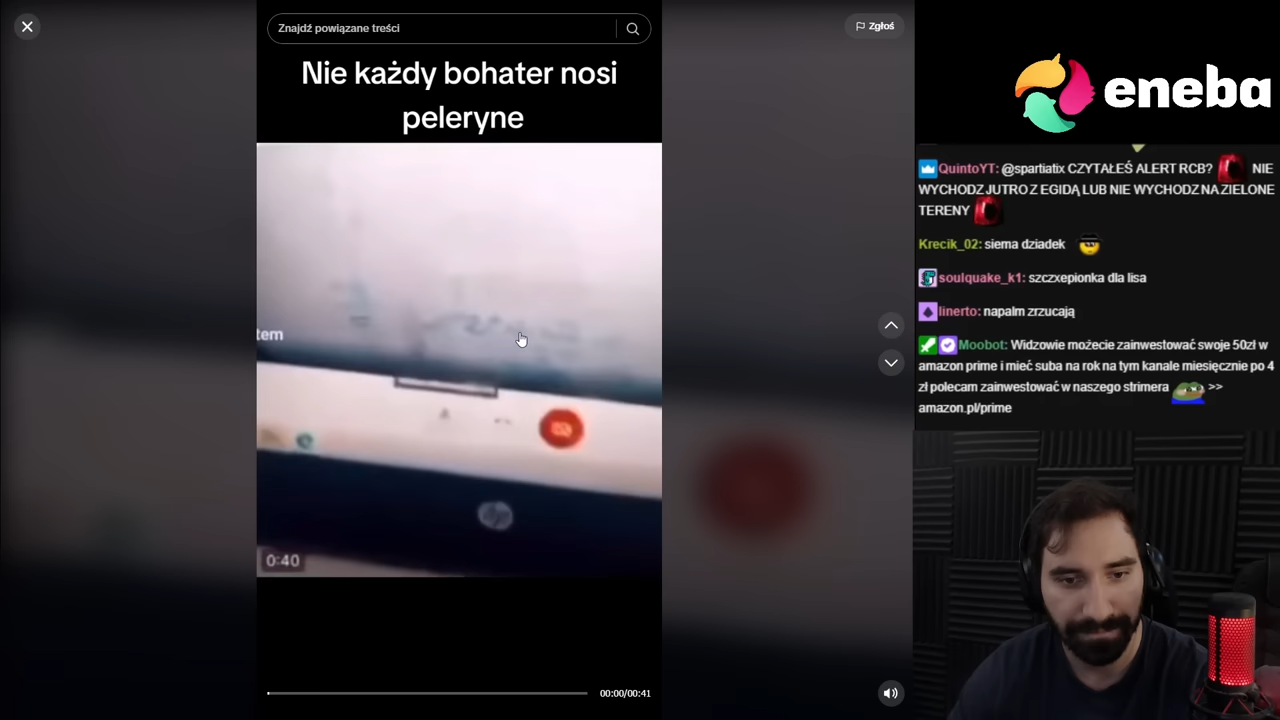 Znajdź powiązane treści
Zgłoś
Nie każdy bohater nosi
peleryne
tem
hp
0:40
00:00/00:41
eneba
QuintoYT: @spartiatix CZYTAŁEŚ ALERT RCB? NIE
WYCHODZ JUTRO Z EGIDĄ LUB NIE WYCHODZ NA ZIELONE
TERENY
Krecik_02: siema dziadek
soulquake_k1: szczxepionka dla lisa
linerto: napalm zrzucają
Moobot: Widzowie możecie zainwestować swoje 50zł w
amazon prime i mieć suba na rok na tym kanale miesięcznie po 4
zł polecam zainwestować w naszego strimera >>
amazon.pl/prime